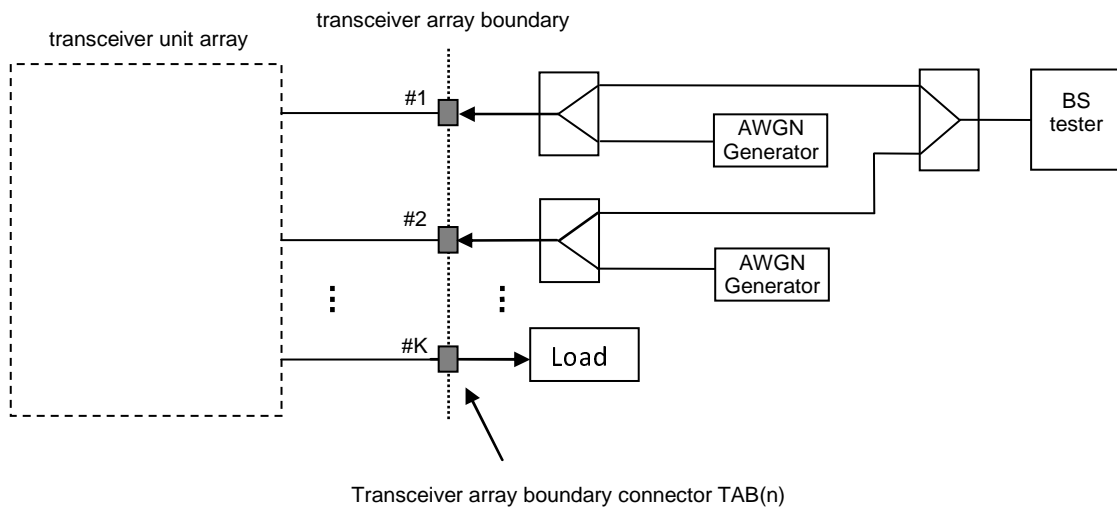 transceiver array boundary
transceiver unit array
#1
BS
tester
AWGN
Generator
#2
AWGN
Generator
#K
Load
Transceiver array boundary connector TAB(n)